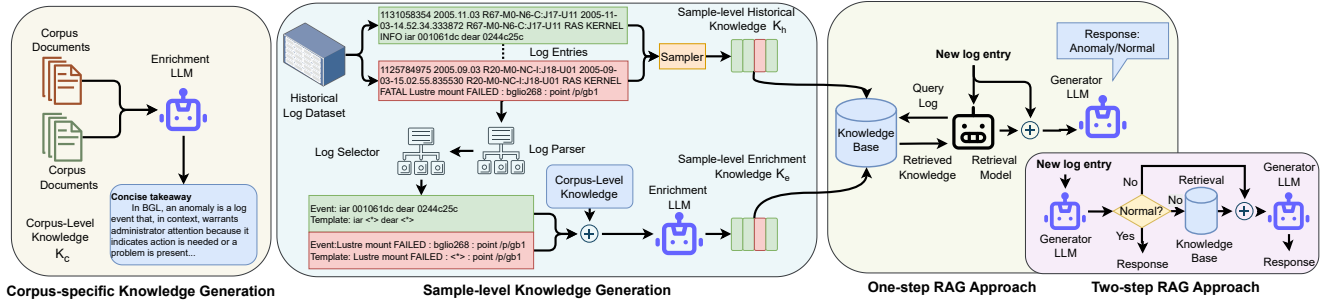 Corpus
Documents
Enrichment
LLM
Corpus
Documents
Concise takeaway
In BGL, an anomaly is a log
event that, in context, warrants
administrator attention because it
indicates action is needed or a
problem is present...
Corpus-Level
Knowledge
K_c
Corpus-specific Knowledge Generation
1131058354 2005.11.03 R67-M0-N6-C:J17-U11 2005-11-
03-14.52.34.333872 R67-M0-N6-C:J17-U11 RAS KERNEL
INFO iar 001061dc dear 0244c25c
Log Entries
1125784975 2005.09.03 R20-M0-NC-I:J18-U01 2005-09-
03-15.02.55.835530 R20-M0-NC-I:J18-U01 RAS KERNEL
FATAL Lustre mount FAILED : bglio268 : point /p/gb1
Historical
Log Dataset
Sampler
Sample-level Historical
Knowledge K_h
Log Selector
Log Parser
Event: iar 001061dc dear 0244c25c
Template: iar <*> dear <*>
Event:Lustre mount FAILED : bglio268 : point /p/gb1
Template: Lustre mount FAILED : <*> : point /p/gb1
Corpus-Level
Knowledge
Enrichment
LLM
Sample-level Enrichment
Knowledge K_e
Sample-level Knowledge Generation
Knowledge
Base
New log entry
Query
Log
Retrieved
Knowledge
Retrieval
Model
Generator
LLM
Response:
Anomaly/Normal
One-step RAG Approach
New log entry
Generator
LLM
Normal?
No
No
Yes
Response
Retrieval
Knowledge
Base
Generator
LLM
Response
Two-step RAG Approach